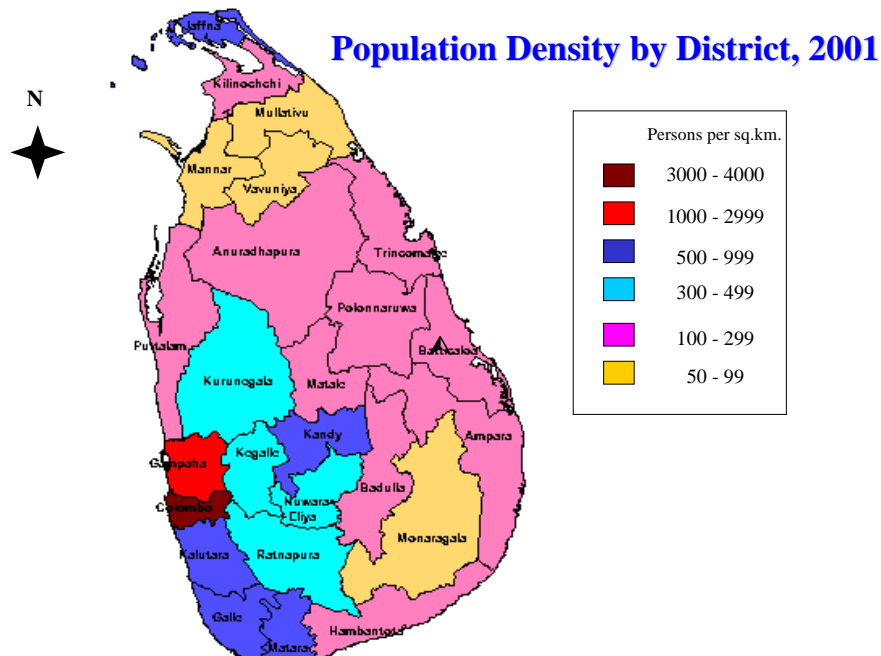 Population Density by District, 2001
N
Persons per sq.km.
3000 - 4000
1000 - 2999
500 - 999
300 - 499
100 - 299
50 - 99
Jaffna
Kilinochchi
Mullativu
Mannar
Vavuniya
Anuradhapura
Trincomalee
Polonnaruwa
Puttalam
Batticaloa
Kurunegala
Matale
Ampara
Kandy
Kegalle
Gampaha
Badulla
Nuwara
Eliya
Colombo
Monaragala
Kalutara
Ratnapura
Galle
Hambantota
Matara